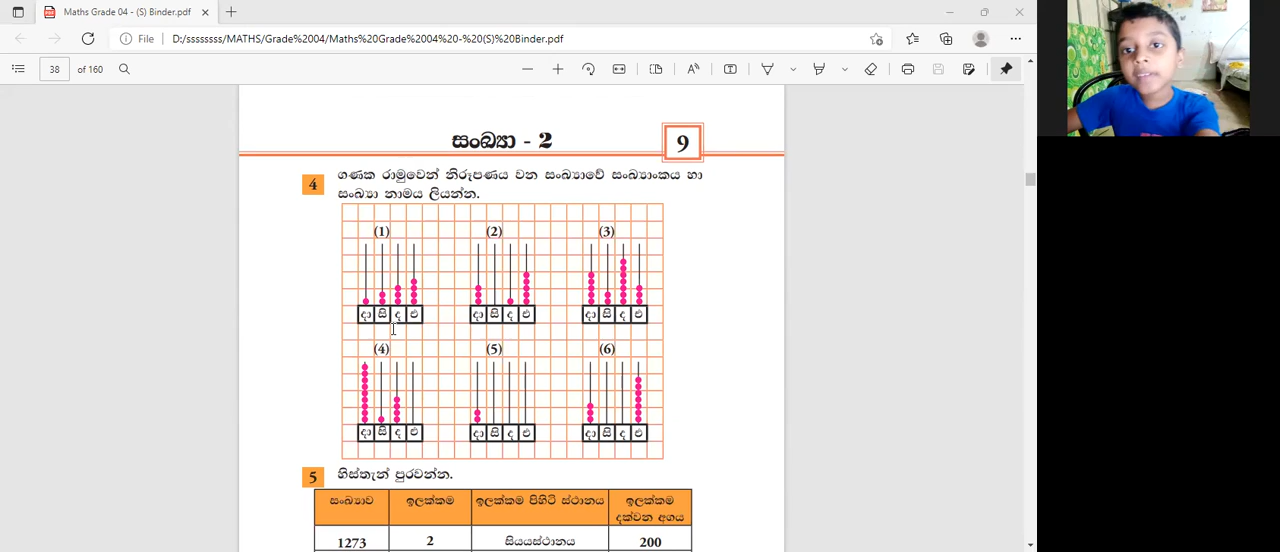 Maths Grade 04 - (S) Binder.pdf
File D:/ssssssss/MATHS/Grade%2004/Maths%20Grade%2004%20-%20(S)%20Binder.pdf
38 of 160
සංඛ්‍යා - 2 9
4 ගණක රාමුවෙන් නිරූපණය වන සංඛ්‍යාවේ සංඛ්‍යාංකය හා
සංඛ්‍යා නාමය ලියන්න.
(1) (2) (3)
දා සි ද එ දා සි ද එ දා සි ද එ
(4) (5) (6)
දා සි ද එ දා සි ද එ දා සි ද එ
5 හිස්තැන් පුරවන්න.
සංඛ්‍යාව ඉලක්කම ඉලක්කම පිහිටි ස්ථානය ඉලක්කම
දක්වන අගය
1273 2 සියයස්ථානය 200